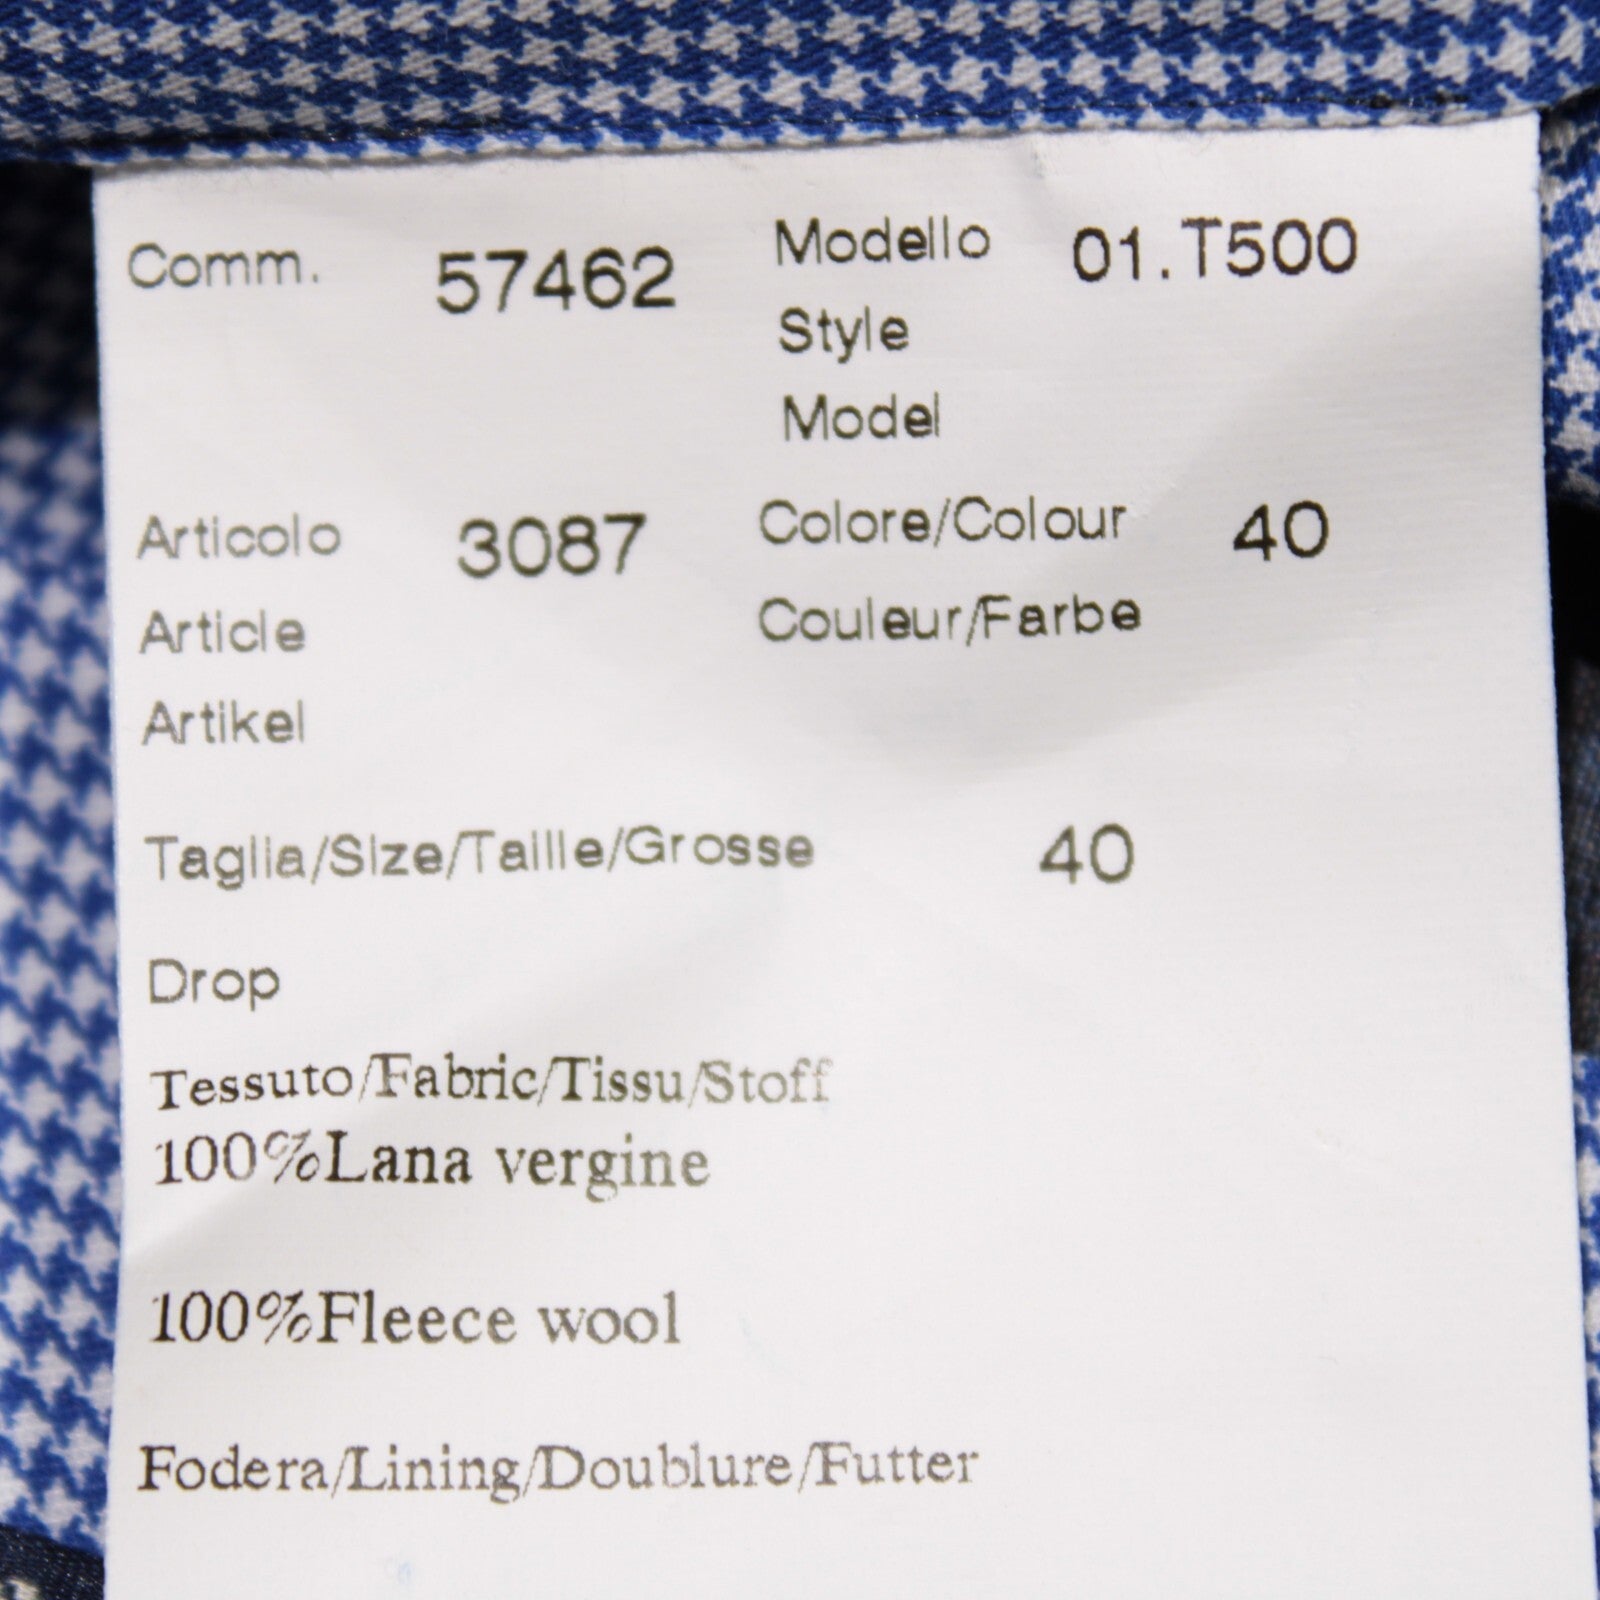 Comm. 57462 Modello 01.T500
Style
Model
Articolo 3087 Colore/Colour 40
Article Couleur/Farbe
Artikel
Taglia/Size/Taille/Grosse 40
Drop
Tessuto/Fabric/Tissu/Stoff
100%Lana vergine
100%Fleece wool
Fodera/Lining/Doublure/Futter